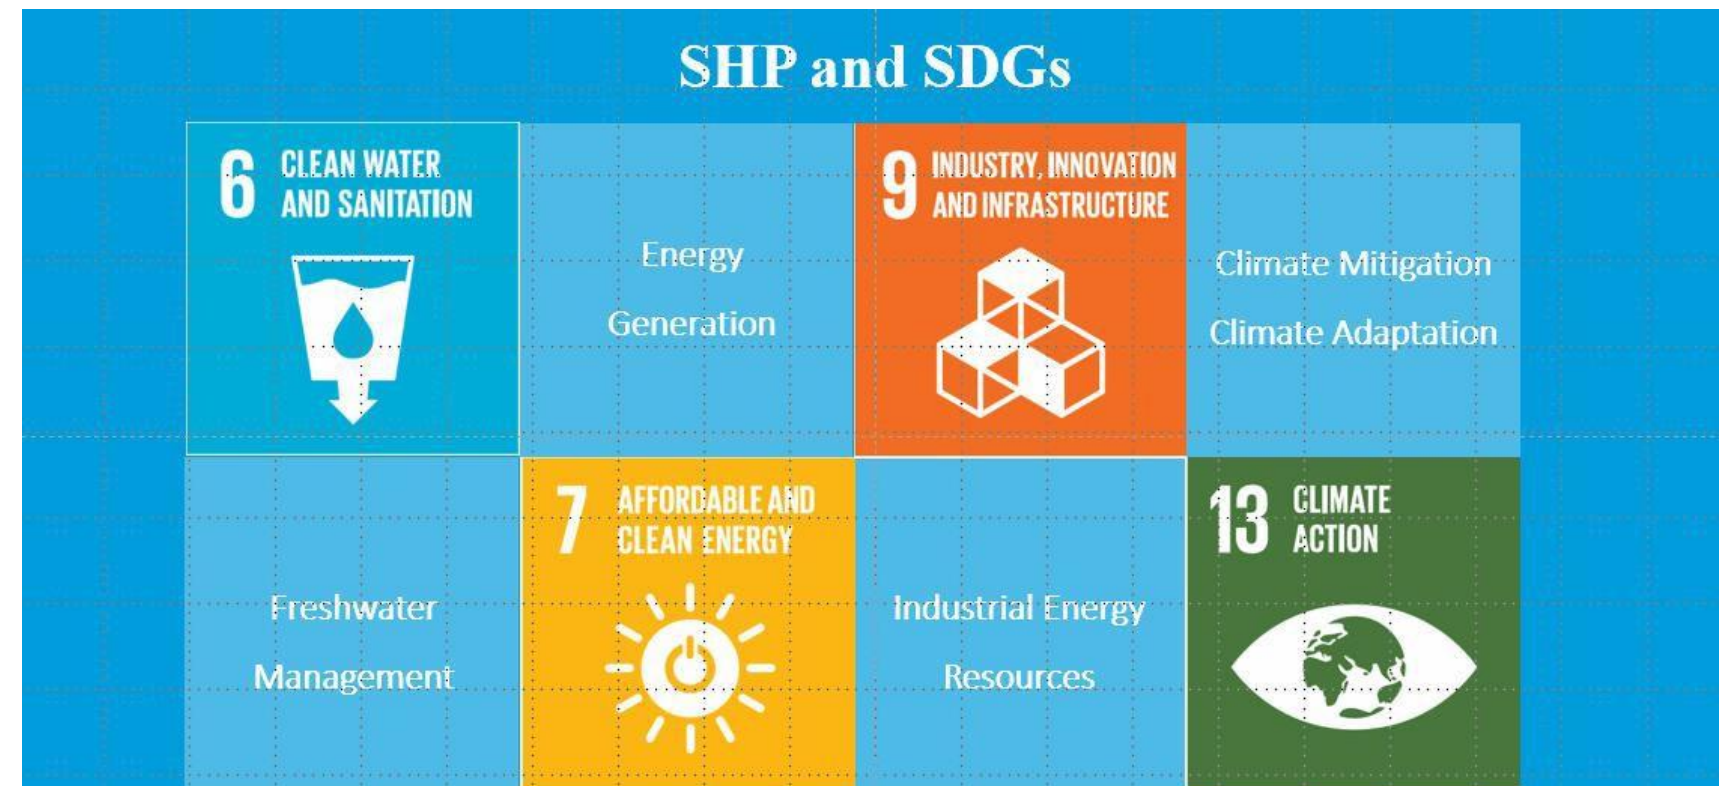 SHP and SDGs
6 CLEAN WATER
AND SANITATION
Energy
Generation
9 INDUSTRY, INNOVATION
AND INFRASTRUCTURE
Climate Mitigation
Climate Adaptation
Freshwater
Management
7 AFFORDABLE AND
CLEAN ENERGY
Industrial Energy
Resources
13 CLIMATE
ACTION